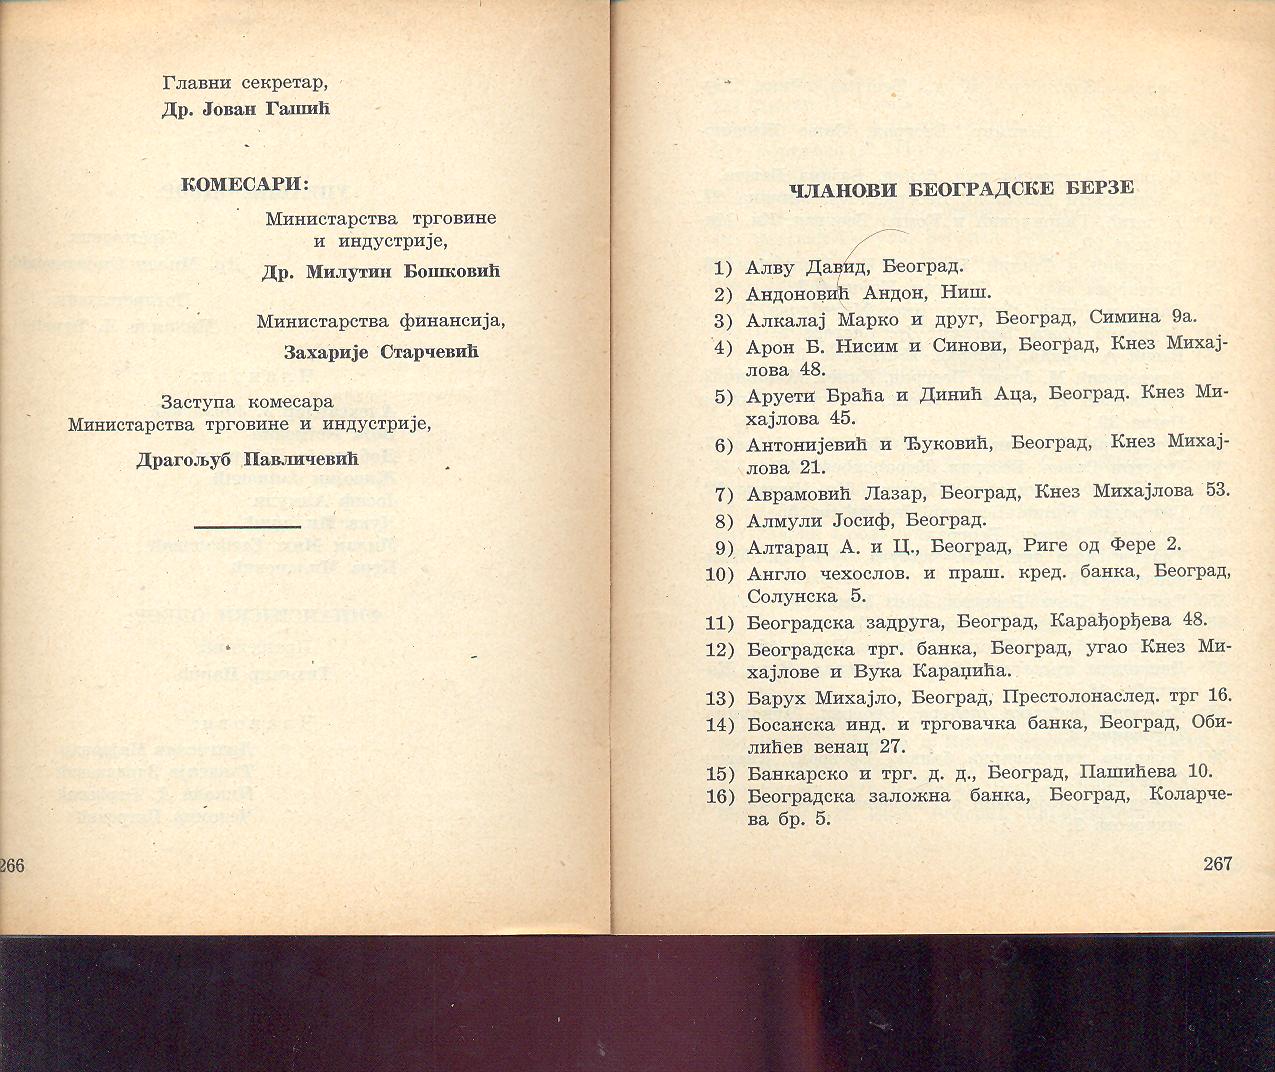 Главни секретар,
Др. Јован Гашић
КОМЕСАРИ:
Министарства трговине
и индустрије,
Др. Милутин Бошковић
Министарства финансија,
Захарије Старчевић
Заступа комесара
Министарства трговине и индустрије,
Драгољуб Павличевић
266
ЧЛАНОВИ БЕОГРАДСКЕ БЕРЗЕ
1) Алву Давид, Београд.
2) Андоновић Андон, Ниш.
3) Алкалај Марко и друг, Београд, Симина 9а.
4) Арон Б. Нисим и Синови, Београд, Кнез Михај-
лова 48.
5) Аруети Браћа и Динић Аца, Београд. Кнез Ми-
хајлова 45.
6) Антонијевић и Ђуковић, Београд, Кнез Михај-
лова 21.
7) Аврамовић Лазар, Београд, Кнез Михајлова 53.
8) Алмули Јосиф, Београд.
9) Алтарац А. и Ц., Београд, Риге од Фере 2.
10) Англо чехослов. и праш. кред. банка, Београд,
Солунска 5.
11) Београдска задруга, Београд, Карађорђева 48.
12) Београдска трг. банка, Београд, угао Кнез Ми-
хајлове и Вука Караџића.
13) Барух Михајло, Београд, Престолонаслед. трг 16.
14) Босанска инд. и трговачка банка, Београд, Оби-
лићев венац 27.
15) Банкарско и трг. д. д., Београд, Пашићева 10.
16) Београдска заложна банка, Београд, Коларче-
ва бр. 5.
267